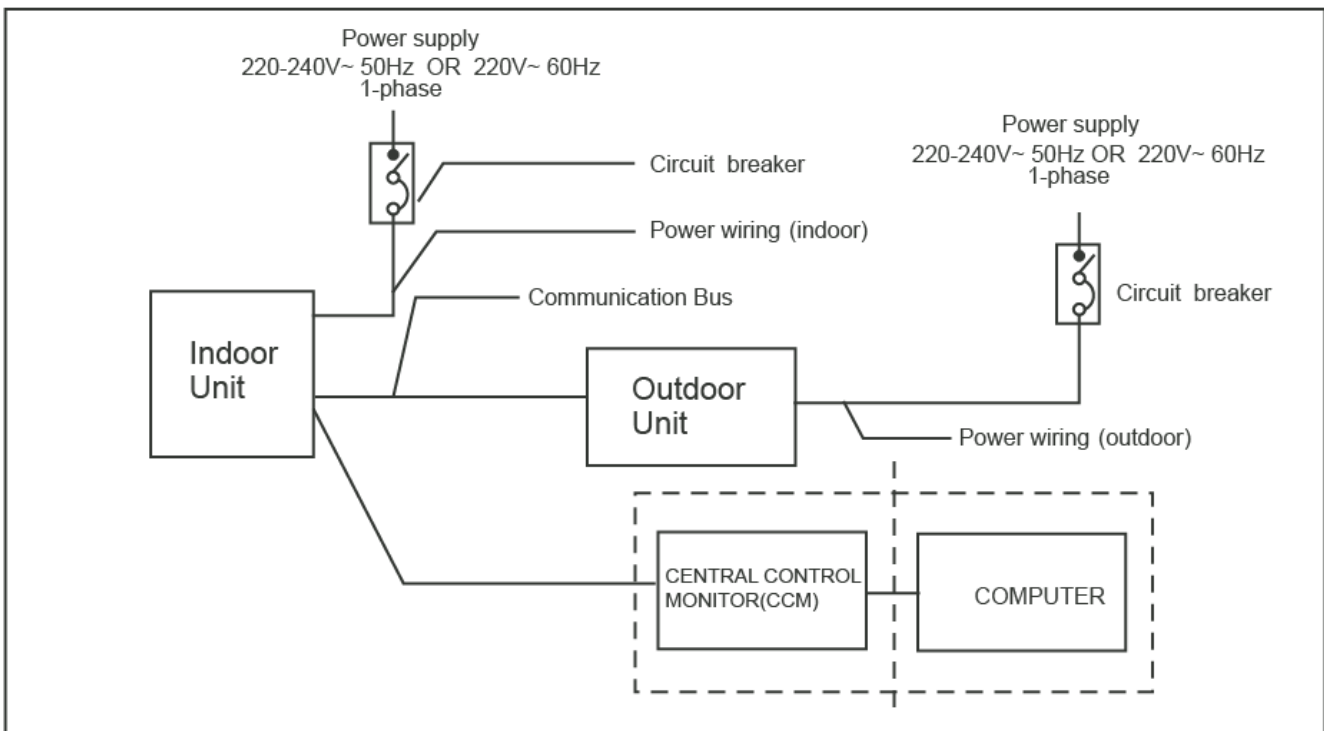 Power supply
220-240V~ 50Hz OR 220V~ 60Hz
1-phase
Power supply
220-240V~ 50Hz OR 220V~ 60Hz
1-phase
Circuit breaker
Power wiring (indoor)
Communication Bus
Circuit breaker
Indoor
Unit
Outdoor
Unit
Power wiring (outdoor)
CENTRAL CONTROL
MONITOR(CCM)
COMPUTER